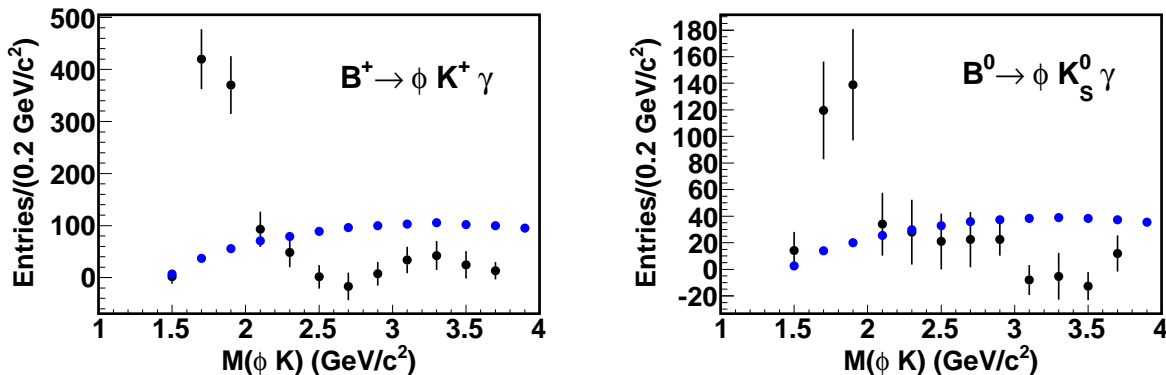 Entries/(0.2 GeV/c²)
500
400
300
200
100
0
B⁺→ ϕ K⁺ γ
1 1.5 2 2.5 3 3.5 4
M(ϕ K) (GeV/c²)
Entries/(0.2 GeV/c²)
180
160
140
120
100
80
60
40
20
0
-20
B⁰→ ϕ K⁰_S γ
1 1.5 2 2.5 3 3.5 4
M(ϕ K) (GeV/c²)